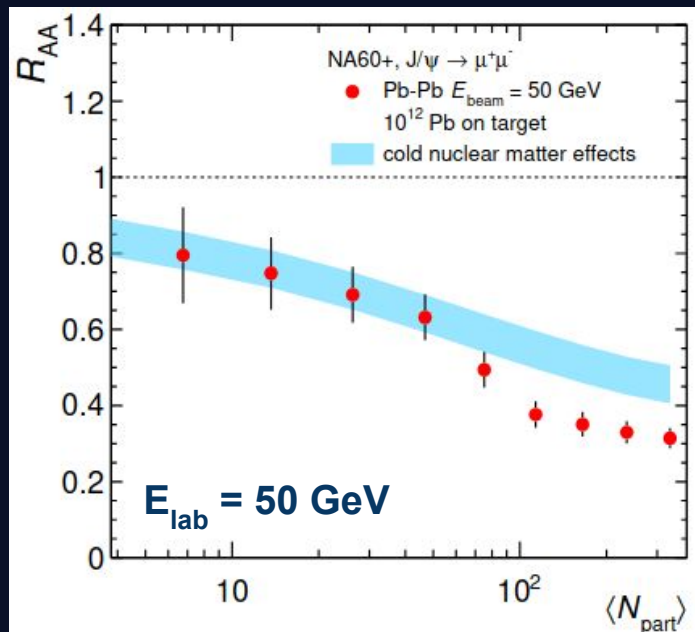 R_AA
1.4
1.2
1
0.8
0.6
0.4
0.2
0
NA60+, J/ψ → μ⁺μ⁻
Pb-Pb E_beam = 50 GeV
10¹² Pb on target
cold nuclear matter effects
E_lab = 50 GeV
10
10²
⟨N_part⟩